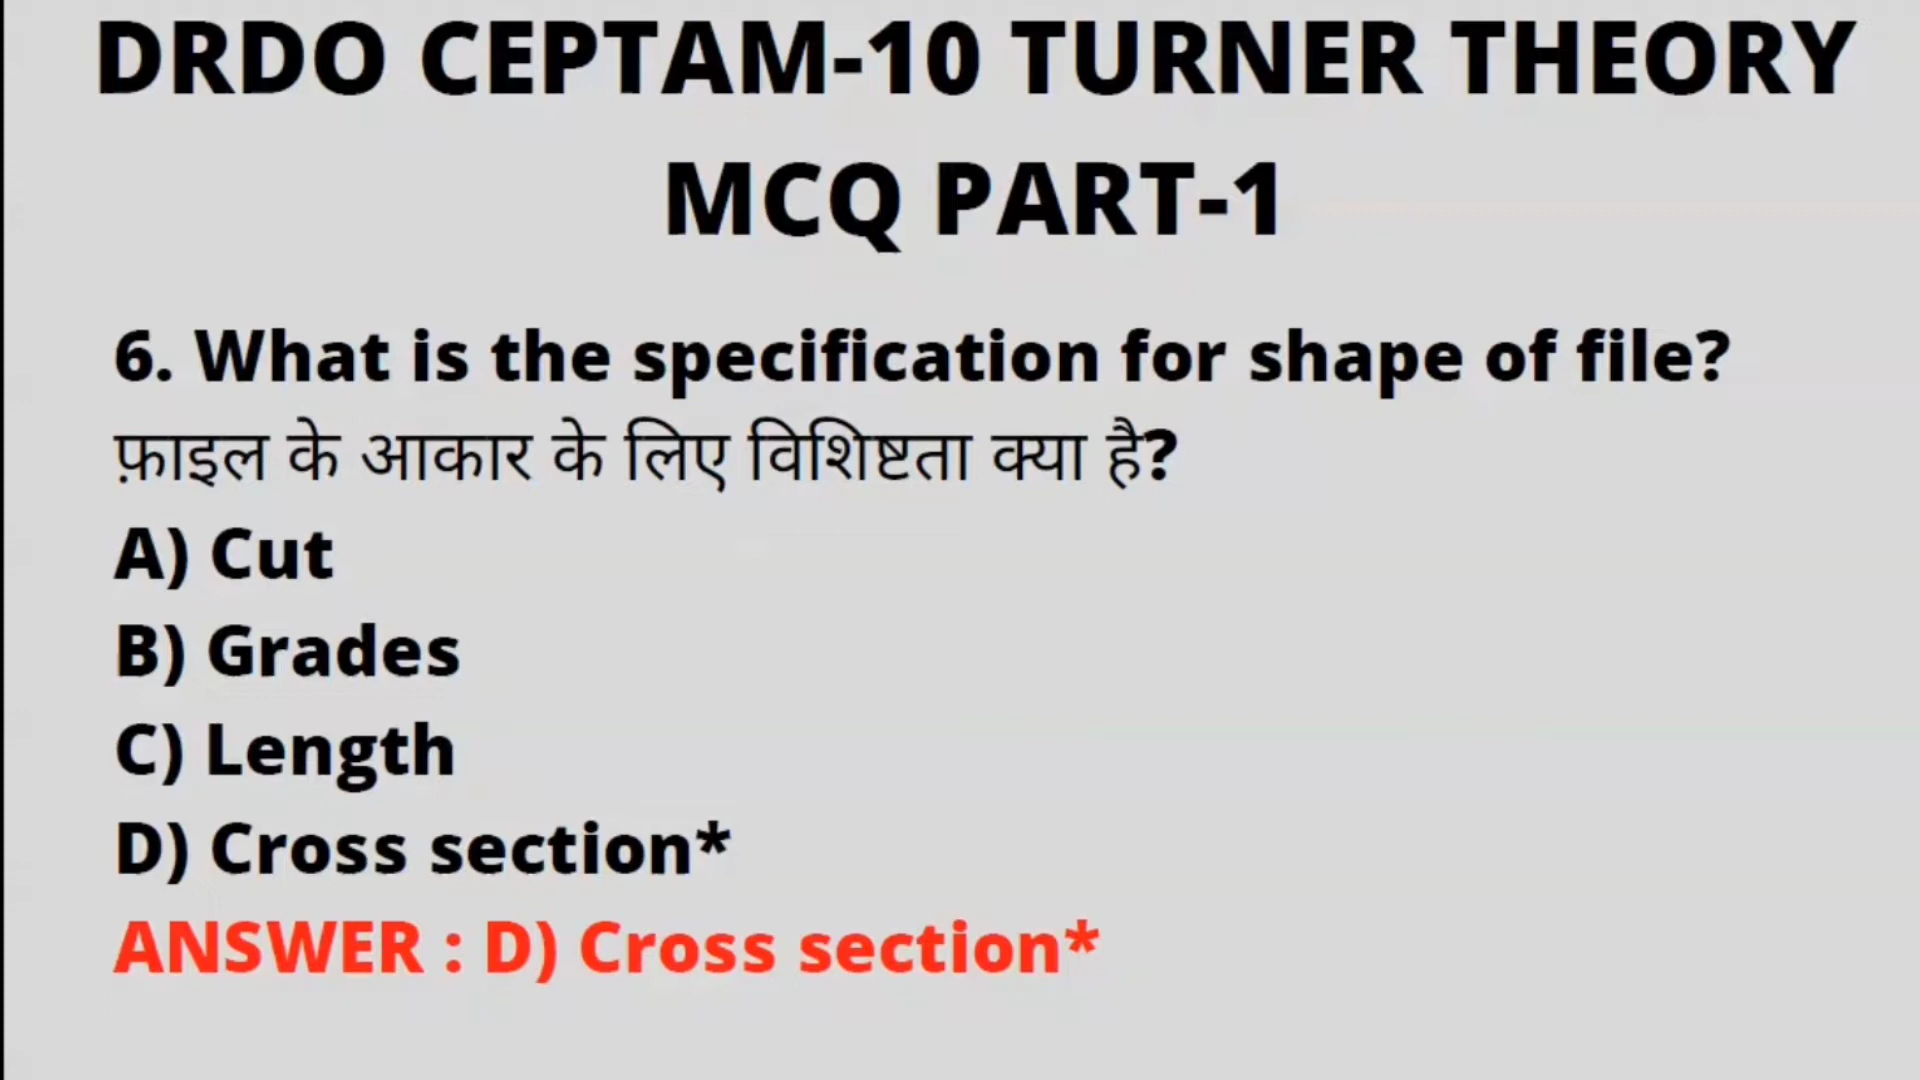 DRDO CEPTAM-10 TURNER THEORY
MCQ PART-1
6. What is the specification for shape of file?
फ़ाइल के आकार के लिए विशिष्टता क्या है?
A) Cut
B) Grades
C) Length
D) Cross section*
ANSWER : D) Cross section*